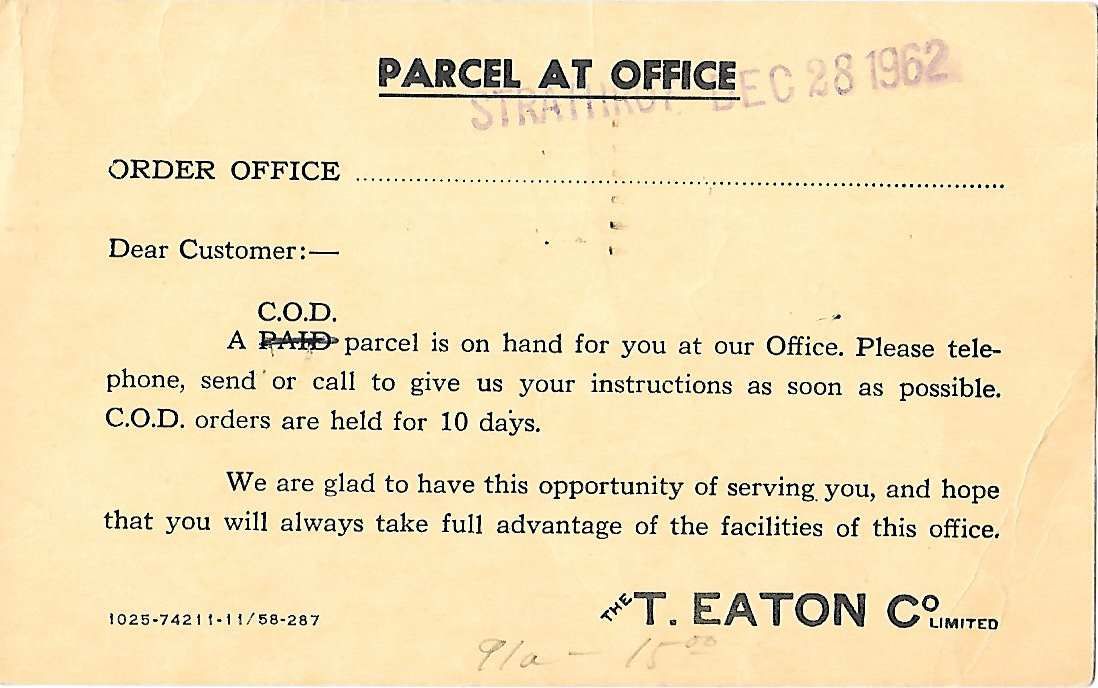 PARCEL AT OFFICE
STRATHROY DEC 28 1962
ORDER OFFICE ........................................
Dear Customer:—
C.O.D.
A PAID parcel is on hand for you at our Office. Please tele-
phone, send or call to give us your instructions as soon as possible.
C.O.D. orders are held for 10 days.
We are glad to have this opportunity of serving you, and hope
that you will always take full advantage of the facilities of this office.
1025-74211-11/58-287
THE T. EATON Co LIMITED
91a - 15 00